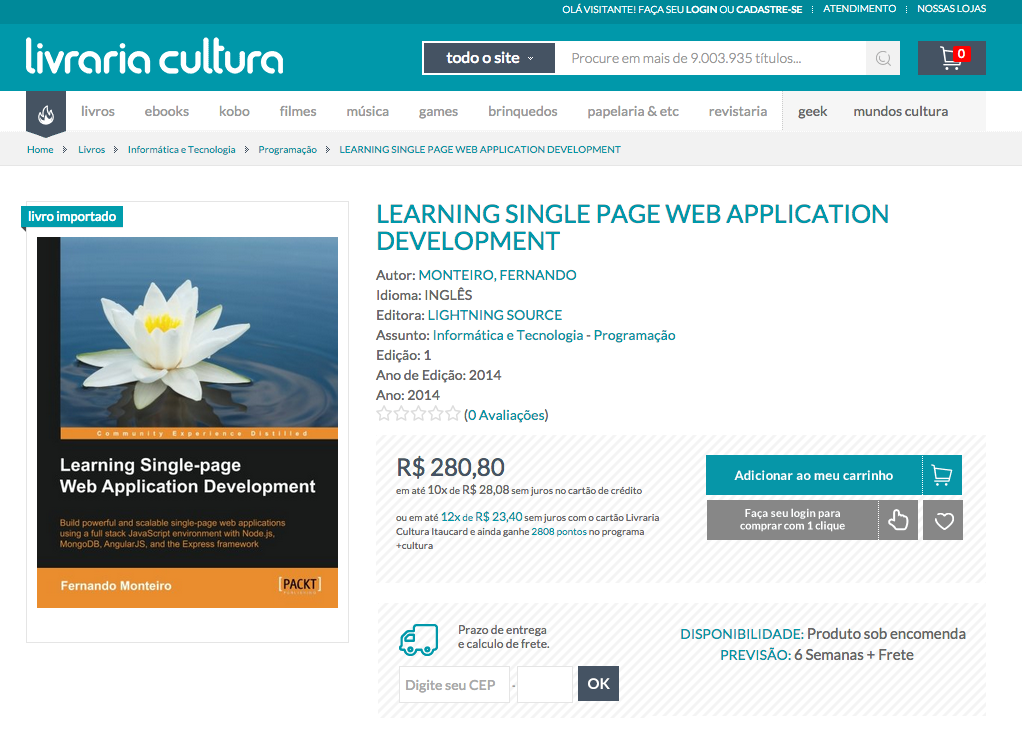 OLÁ VISITANTE! FAÇA SEU LOGIN OU CADASTRE-SE ATENDIMENTO NOSSAS LOJAS
livraria cultura
todo o site
Procure em mais de 9.003.935 títulos...
0
livros ebooks kobo filmes música games brinquedos papelaria & etc revistaria geek mundos cultura
Home Livros Informática e Tecnologia Programação LEARNING SINGLE PAGE WEB APPLICATION DEVELOPMENT
livro importado
Community Experience Distilled
Learning Single-page
Web Application Development
Build powerful and scalable single-page web applications
using a full stack JavaScript environment with Node.js,
MongoDB, AngularJS, and the Express framework
Fernando Monteiro
[PACKT]
PUBLISHING
LEARNING SINGLE PAGE WEB APPLICATION
DEVELOPMENT
Autor: MONTEIRO, FERNANDO
Idioma: INGLÊS
Editora: LIGHTNING SOURCE
Assunto: Informática e Tecnologia - Programação
Edição: 1
Ano de Edição: 2014
Ano: 2014
(0 Avaliações)
R$ 280,80
em até 10x de R$ 28,08 sem juros no cartão de crédito
ou em até 12x de R$ 23,40 sem juros com o cartão Livraria
Cultura Itaucard e ainda ganhe 2808 pontos no programa
+cultura
Adicionar ao meu carrinho
Faça seu login para
comprar com 1 clique
Prazo de entrega
e calculo de frete.
Digite seu CEP - OK
DISPONIBILIDADE: Produto sob encomenda
PREVISÃO: 6 Semanas + Frete